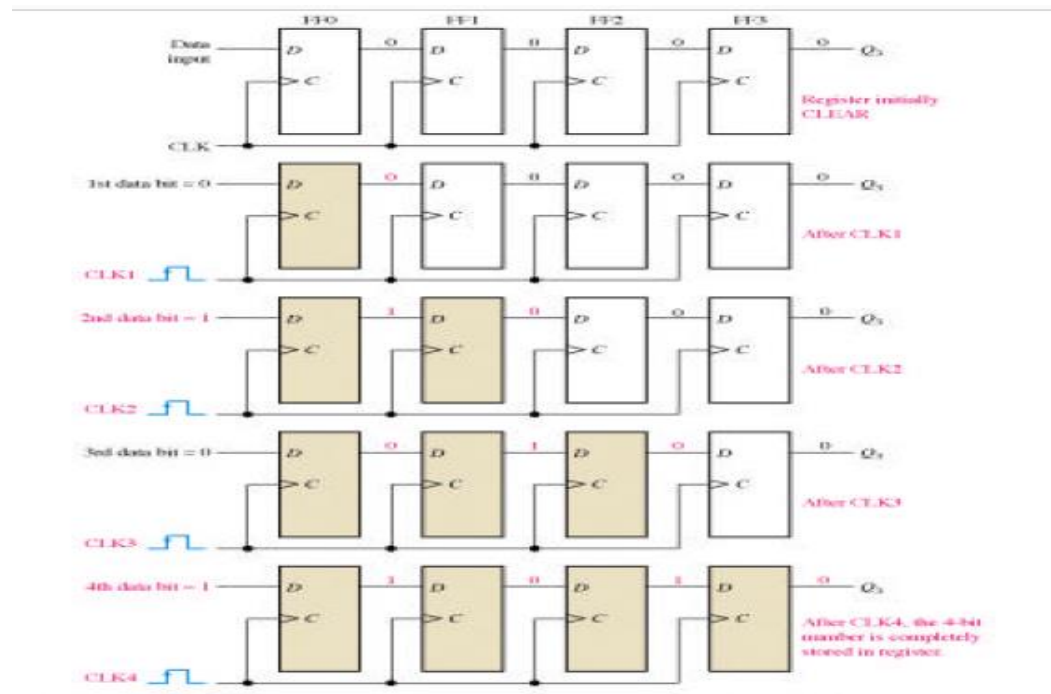 FF0 FF1 FF2 FF3
Data
input
D 0 D 0 D 0 D 0 Q3
C C C C
Register initially
CLEAR
CLK
1st data bit = 0 D 0 D 0 D 0 D 0 Q3
C C C C
After CLK1
CLK1
2nd data bit = 1 D 1 D 0 D 0 D 0 Q3
C C C C
After CLK2
CLK2
3rd data bit = 0 D 0 D 1 D 0 D 0 Q3
C C C C
After CLK3
CLK3
4th data bit = 1 D 1 D 0 D 1 D 0 Q3
C C C C
After CLK4, the 4-bit
number is completely
stored in register.
CLK4